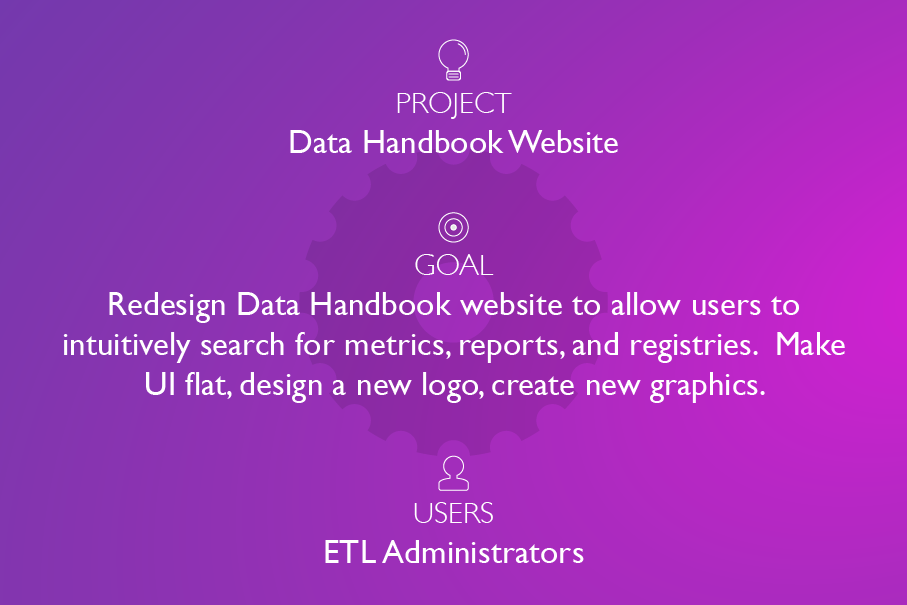 PROJECT
Data Handbook Website
GOAL
Redesign Data Handbook website to allow users to
intuitively search for metrics, reports, and registries.  Make
UI flat, design a new logo, create new graphics.
USERS
ETL Administrators